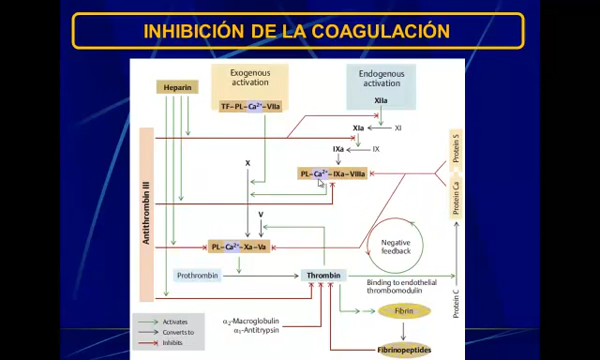 INHIBICIÓN DE LA COAGULACIÓN
Exogenous
activation
Endogenous
activation
Heparin
TF–PL–Ca²⁺–VIIa
XIIa
XIa
XI
IXa
IX
X
PL–Ca²⁺–IXa–VIIIa
Protein S
Protein Ca
Antithrombin III
V
PL–Ca²⁺–Xa–Va
Negative
feedback
Prothrombin
Thrombin
Binding to endothelial
thrombomodulin
Protein C
α₂-Macroglobulin
α₁-Antitrypsin
Fibrin
Fibrinopeptides
Activates
Converts to
Inhibits